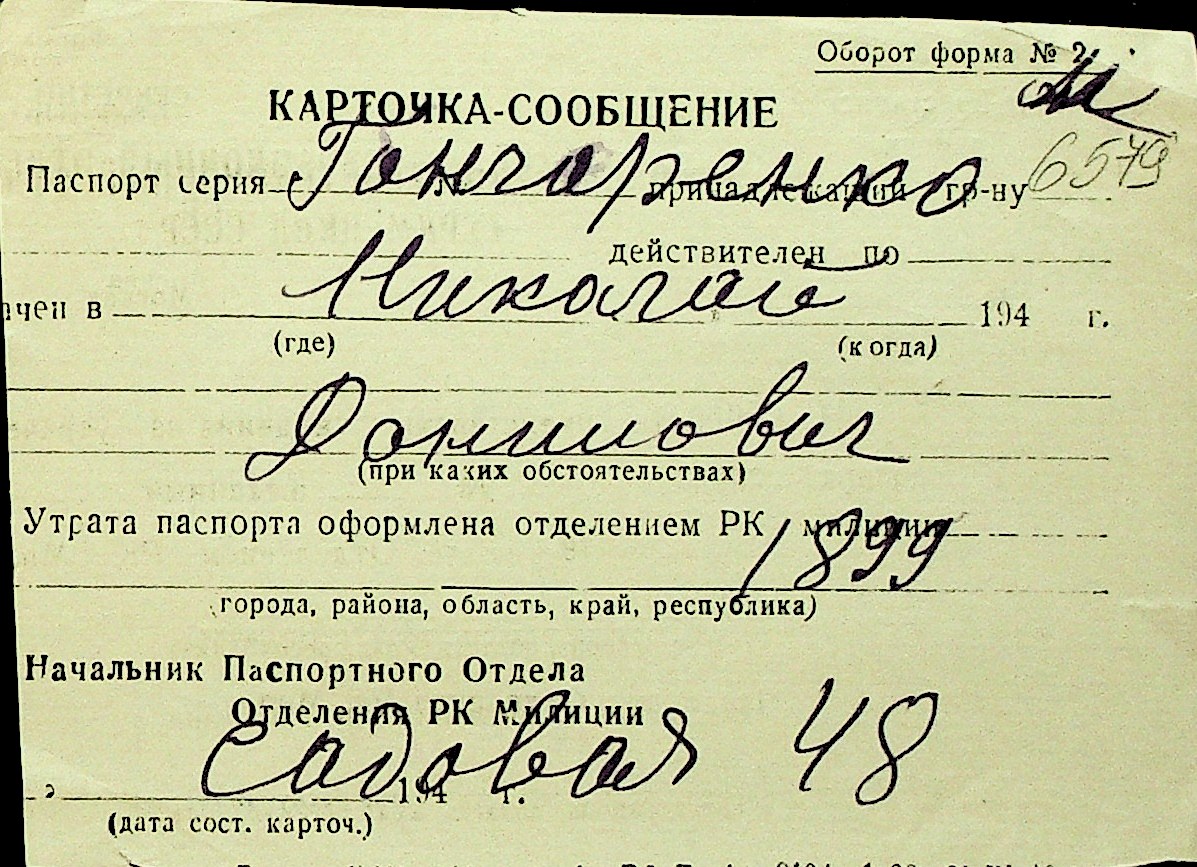 Оборот форма № 2
КАРТОЧКА-СООБЩЕНИЕ
Гончаренко
Паспорт серия № принадлежащий гр-ну 6579
действителен по
Николай
чен в 194 г.
(где) (когда)
Данилович
(при каких обстоятельствах)
Утрата паспорта оформлена отделением РК милиции
1899
города, района, область, край, республика)
Начальник Паспортного Отдела
Отделения РК Милиции
Садовая 48
194 г.
(дата сост. карточ.)